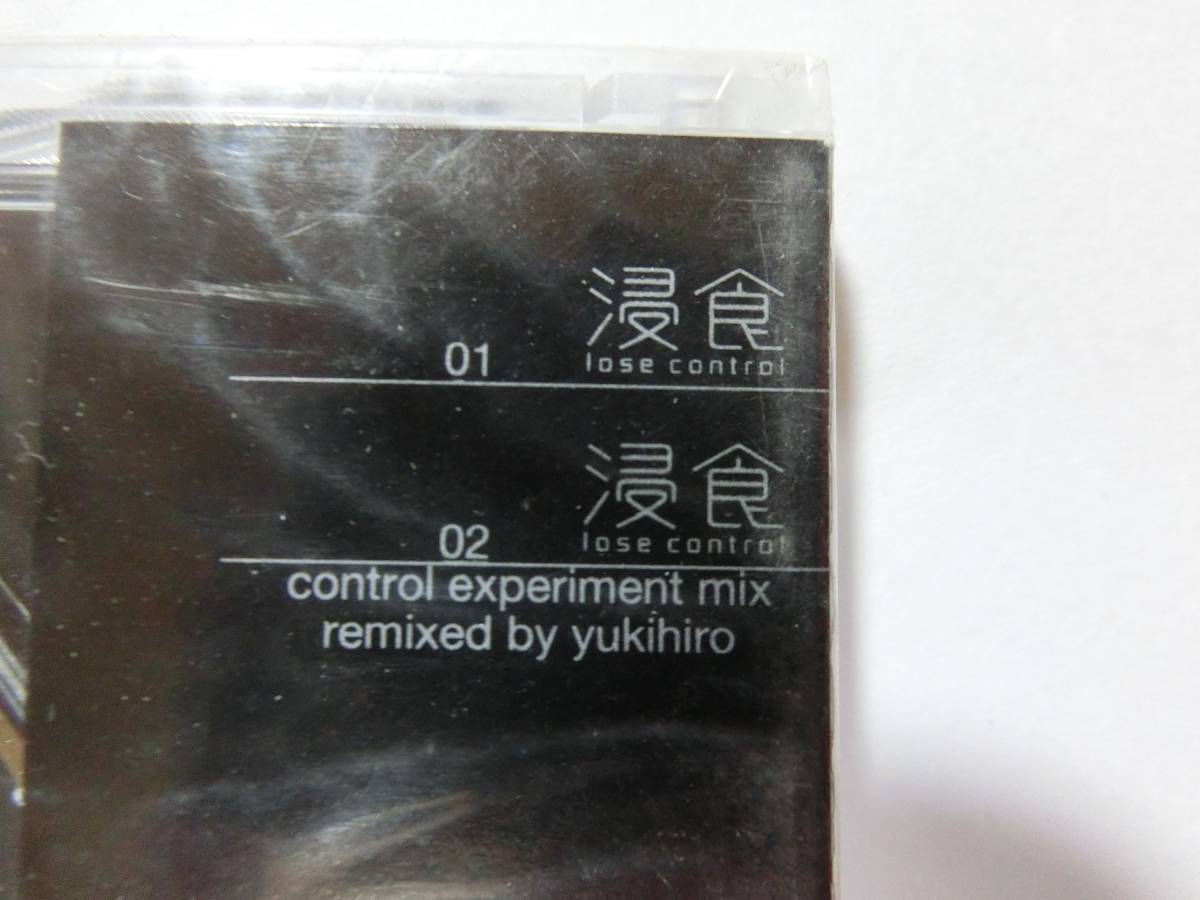 01 浸食
lose control
02 浸食
lose control
control experiment mix
remixed by yukihiro